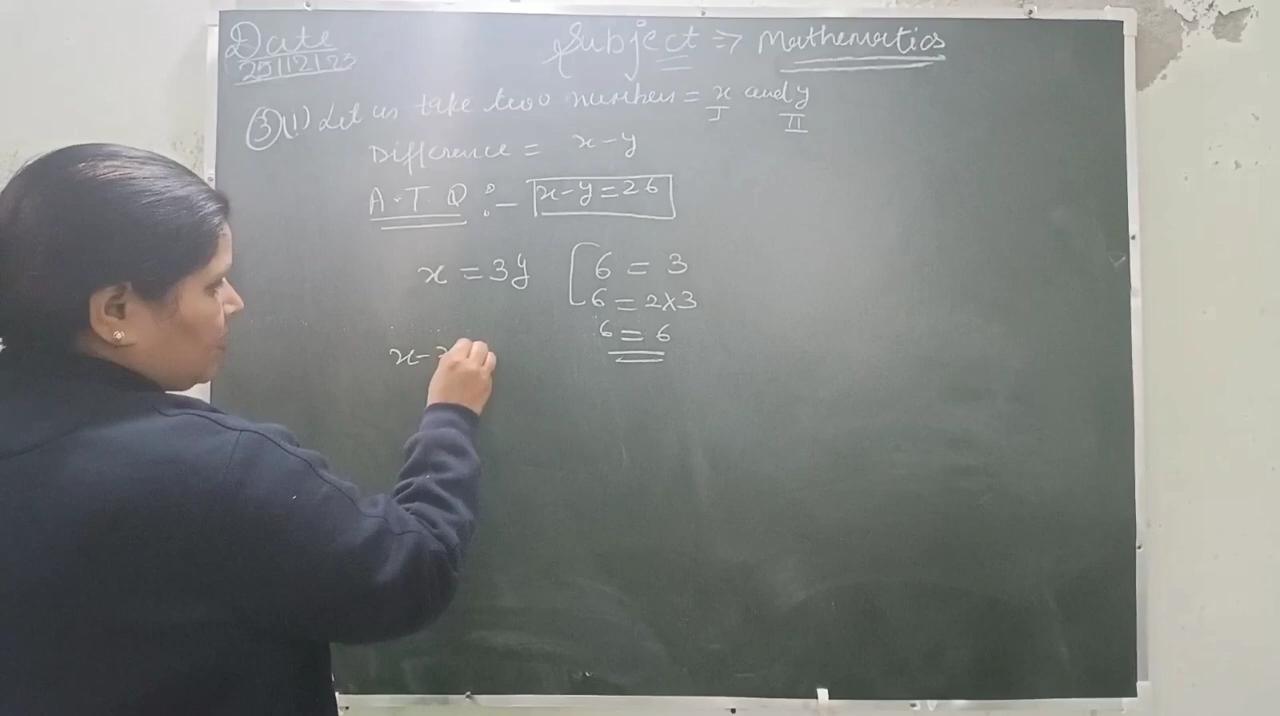 Date
25/12/23
Subject ⇒ Mathematics
③(1) Let us take two numbers = x and y
I II
Difference = x-y
A.T.Q :- x-y=26
x = 3y
6 = 3
6 = 2x3
6 = 6
x-